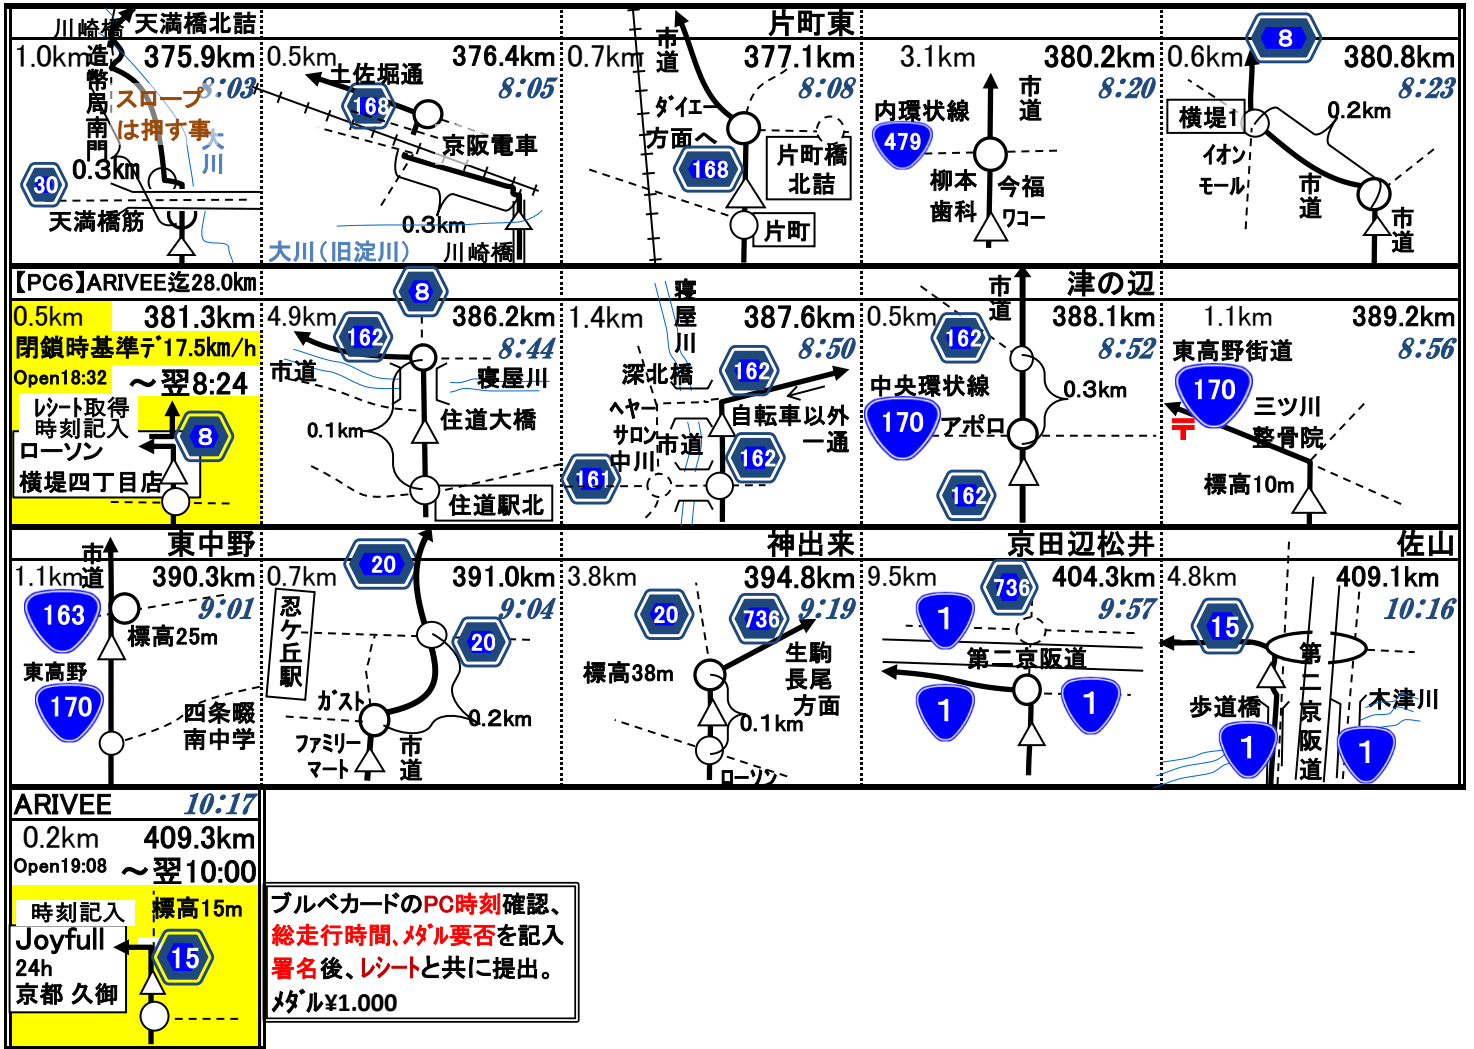 川崎橋
天満橋北詰
1.0km
375.9km
8:03
造幣局南門
スロープ
は押す事
大川
0.3km
30
天満橋筋
0.5km
376.4km
8:05
土佐堀通
168
京阪電車
0.3km
大川(旧淀川)
川崎橋
片町東
0.7km
市道
377.1km
8:08
ダイエー
方面へ
168
片町橋
北詰
片町
3.1km
380.2km
8:20
市道
内環状線
479
柳本
歯科
今福
ワコー
8
0.6km
380.8km
8:23
0.2km
横堤1
イオン
モール
市道
市道
【PC6】ARIVEE迄28.0km
0.5km
381.3km
閉鎖時基準デ17.5km/h
Open18:32
～翌8:24
レシート取得
時刻記入
8
ローソン
横堤四丁目店
8
4.9km
386.2km
8:44
162
市道
寝屋川
住道大橋
0.1km
住道駅北
寝屋川
1.4km
387.6km
8:50
深北橋
162
ヘヤー
サロン
中川
自転車以外
一通
市道
162
161
津の辺
市道
0.5km
388.1km
8:52
162
中央環状線
0.3km
170
アポロ
162
1.1km
389.2km
8:56
東高野街道
170
〒
三ツ川
整骨院
標高10m
東中野
市道
1.1km
390.3km
9:01
163
標高25m
東高野
170
四条畷
南中学
20
0.7km
391.0km
9:04
忍ケ丘駅
20
ガスト
0.2km
ファミリー
マート
市道
神出来
3.8km
394.8km
9:19
20
736
標高38m
生駒
長尾
方面
0.1km
ローソン
京田辺松井
9.5km
404.3km
9:57
736
1
第二京阪道
1
1
佐山
4.8km
409.1km
10:16
15
第二京阪道
歩道橋
木津川
1
1
ARIVEE
10:17
0.2km
409.3km
Open19:08
～翌10:00
時刻記入
標高15m
Joyfull
24h
京都 久御
15
ブルベカードのPC時刻確認、
総走行時間、メダル要否を記入
署名後、レシートと共に提出。
メダル¥1.000